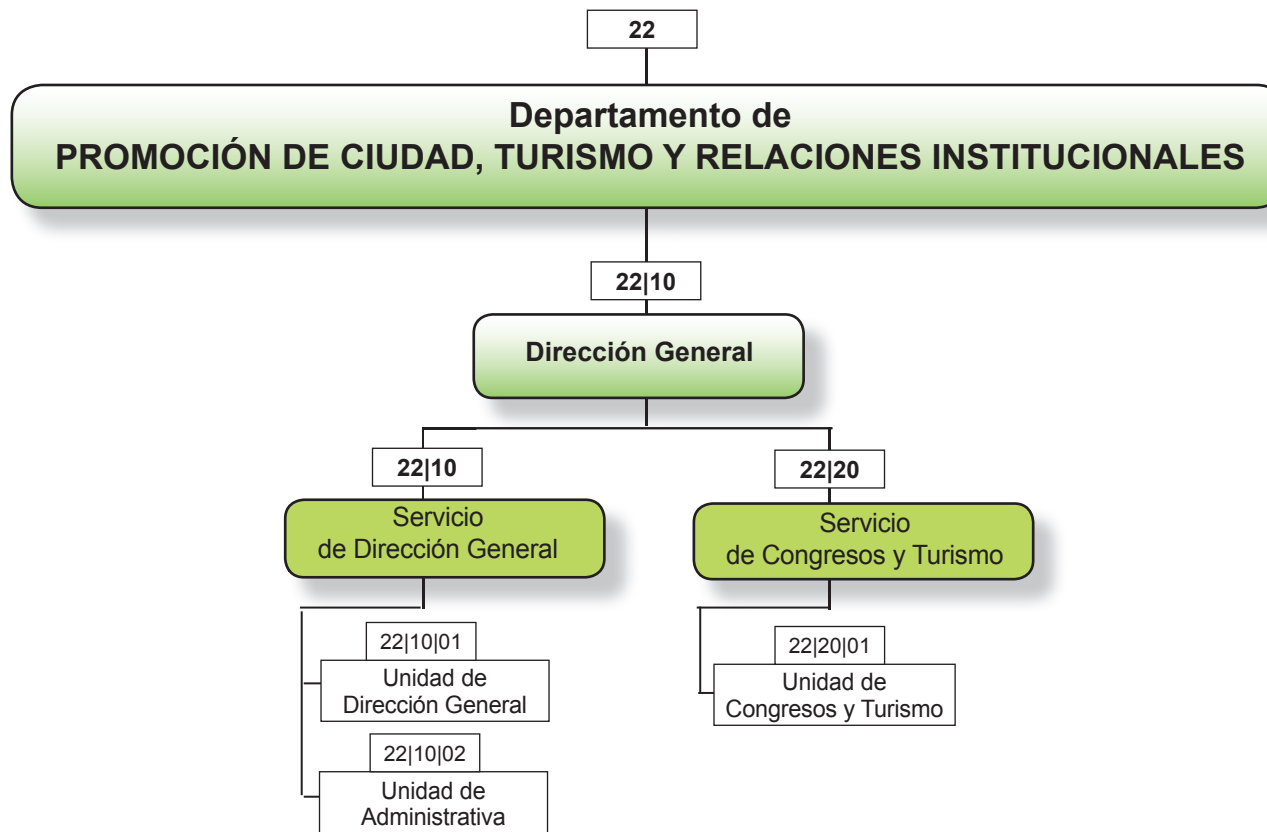 22
Departamento de
PROMOCIÓN DE CIUDAD, TURISMO Y RELACIONES INSTITUCIONALES
22|10
Dirección General
22|10
Servicio
de Dirección General
22|10|01
Unidad de
Dirección General
22|10|02
Unidad de
Administrativa
22|20
Servicio
de Congresos y Turismo
22|20|01
Unidad de
Congresos y Turismo